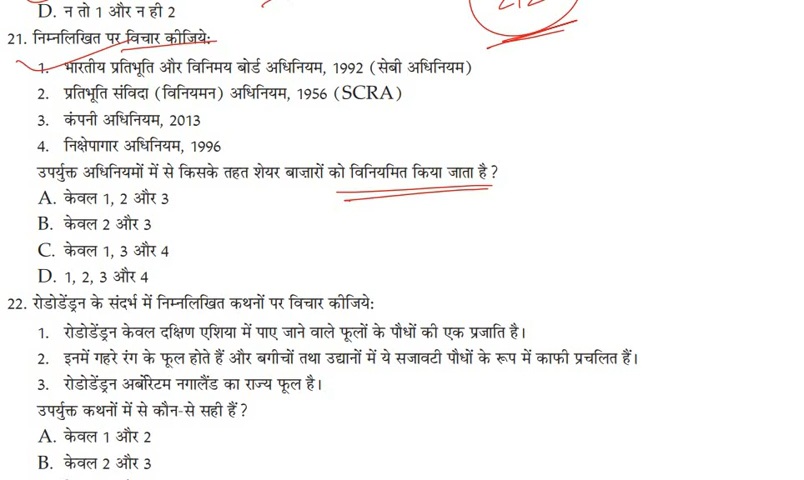 D. न तो 1 और न ही 2
21. निम्नलिखित पर विचार कीजिये:
1. भारतीय प्रतिभूति और विनिमय बोर्ड अधिनियम, 1992 (सेबी अधिनियम)
2. प्रतिभूति संविदा (विनियमन) अधिनियम, 1956 (SCRA)
3. कंपनी अधिनियम, 2013
4. निक्षेपागार अधिनियम, 1996
उपर्युक्त अधिनियमों में से किसके तहत शेयर बाजारों को विनियमित किया जाता है?
A. केवल 1, 2 और 3
B. केवल 2 और 3
C. केवल 1, 3 और 4
D. 1, 2, 3 और 4
22. रोडोडेंड्रन के संदर्भ में निम्नलिखित कथनों पर विचार कीजिये:
1. रोडोडेंड्रन केवल दक्षिण एशिया में पाए जाने वाले फूलों के पौधों की एक प्रजाति है।
2. इनमें गहरे रंग के फूल होते हैं और बगीचों तथा उद्यानों में ये सजावटी पौधों के रूप में काफी प्रचलित हैं।
3. रोडोडेंड्रन अर्बोरेटम नगालैंड का राज्य फूल है।
उपर्युक्त कथनों में से कौन-से सही हैं?
A. केवल 1 और 2
B. केवल 2 और 3